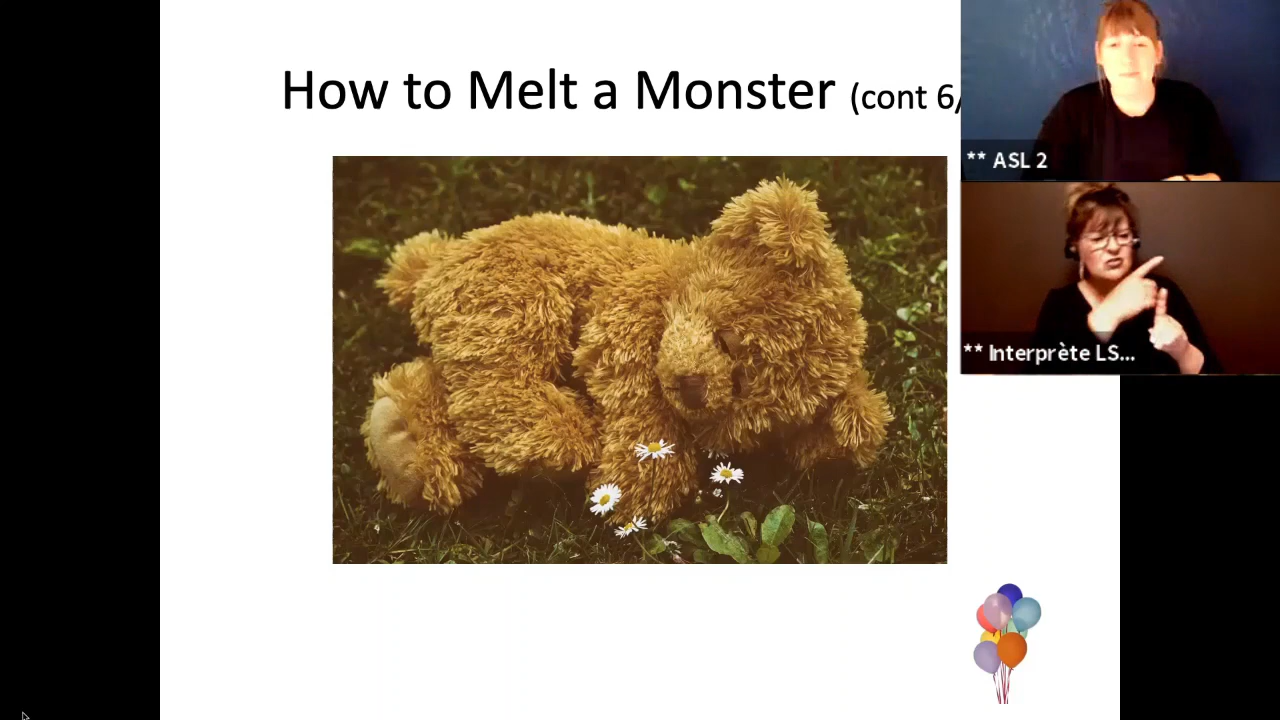 How to Melt a Monster (cont 6/
** ASL 2
** Interprète LS...